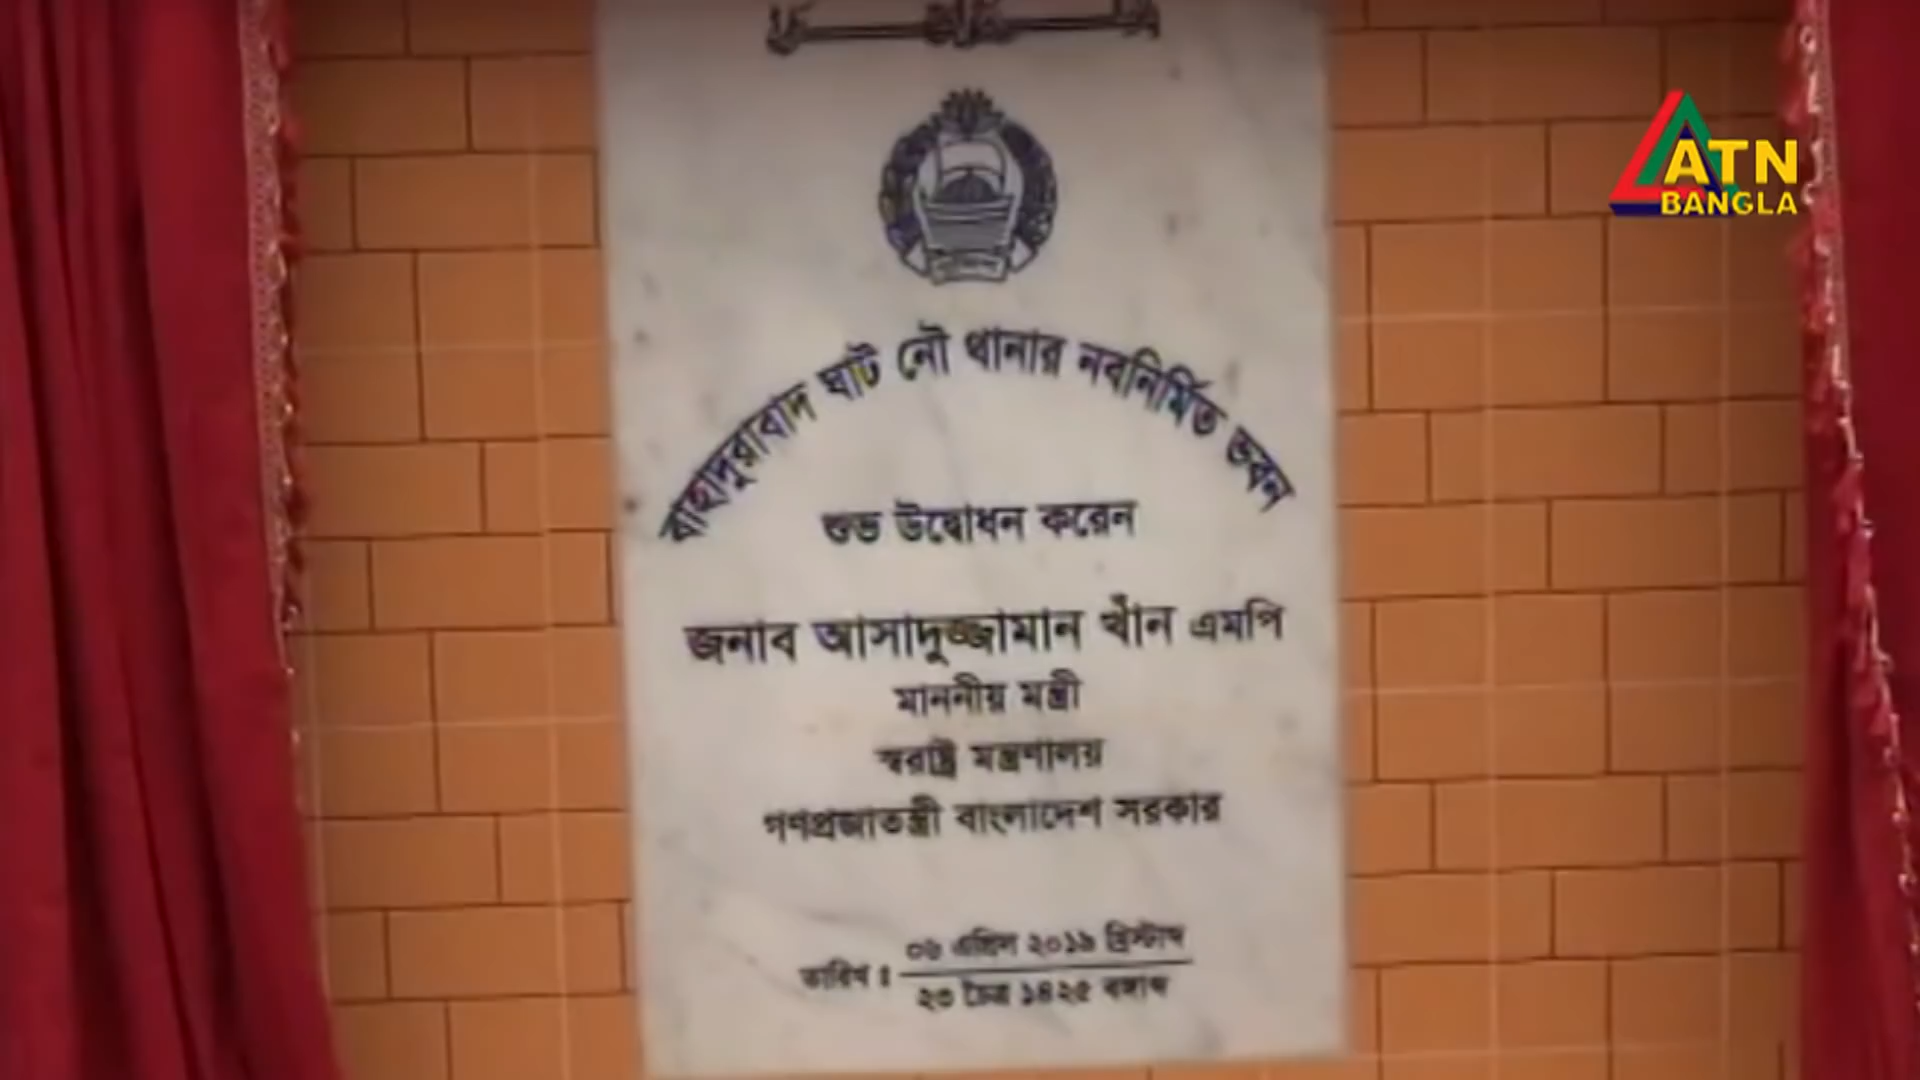 ATN
BANGLA
বাহাদুরাবাদ ঘাট নৌ থানার নবনির্মিত ভবন
শুভ উদ্বোধন করেন
জনাব আসাদুজ্জামান খাঁন এমপি
মাননীয় মন্ত্রী
স্বরাষ্ট্র মন্ত্রণালয়
গণপ্রজাতন্ত্রী বাংলাদেশ সরকার
তারিখ ঃ
০৬ এপ্রিল ২০১৯ খ্রিস্টাব্দ
২৩ চৈত্র ১৪২৫ বঙ্গাব্দ